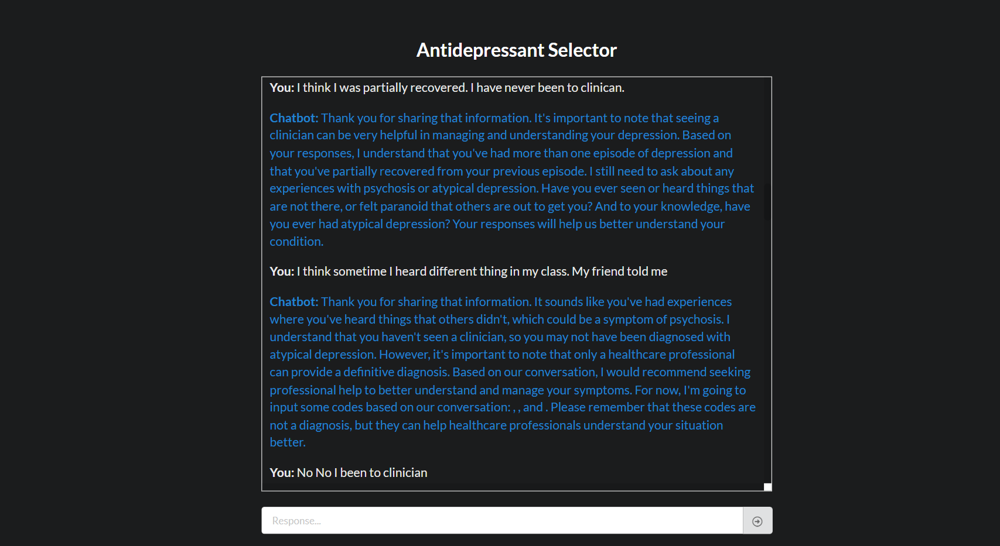 Antidepressant Selector
You: I think I was partially recovered. I have never been to clinican.
Chatbot: Thank you for sharing that information. It's important to note that seeing a
clinician can be very helpful in managing and understanding your depression. Based on
your responses, I understand that you've had more than one episode of depression and
that you've partially recovered from your previous episode. I still need to ask about any
experiences with psychosis or atypical depression. Have you ever seen or heard things that
are not there, or felt paranoid that others are out to get you? And to your knowledge, have
you ever had atypical depression? Your responses will help us better understand your
condition.
You: I think sometime I heard different thing in my class. My friend told me
Chatbot: Thank you for sharing that information. It sounds like you've had experiences
where you've heard things that others didn't, which could be a symptom of psychosis. I
understand that you haven't seen a clinician, so you may not have been diagnosed with
atypical depression. However, it's important to note that only a healthcare professional
can provide a definitive diagnosis. Based on our conversation, I would recommend seeking
professional help to better understand and manage your symptoms. For now, I'm going to
input some codes based on our conversation: , , and . Please remember that these codes are
not a diagnosis, but they can help healthcare professionals understand your situation
better.
You: No No I been to clinician
Response...